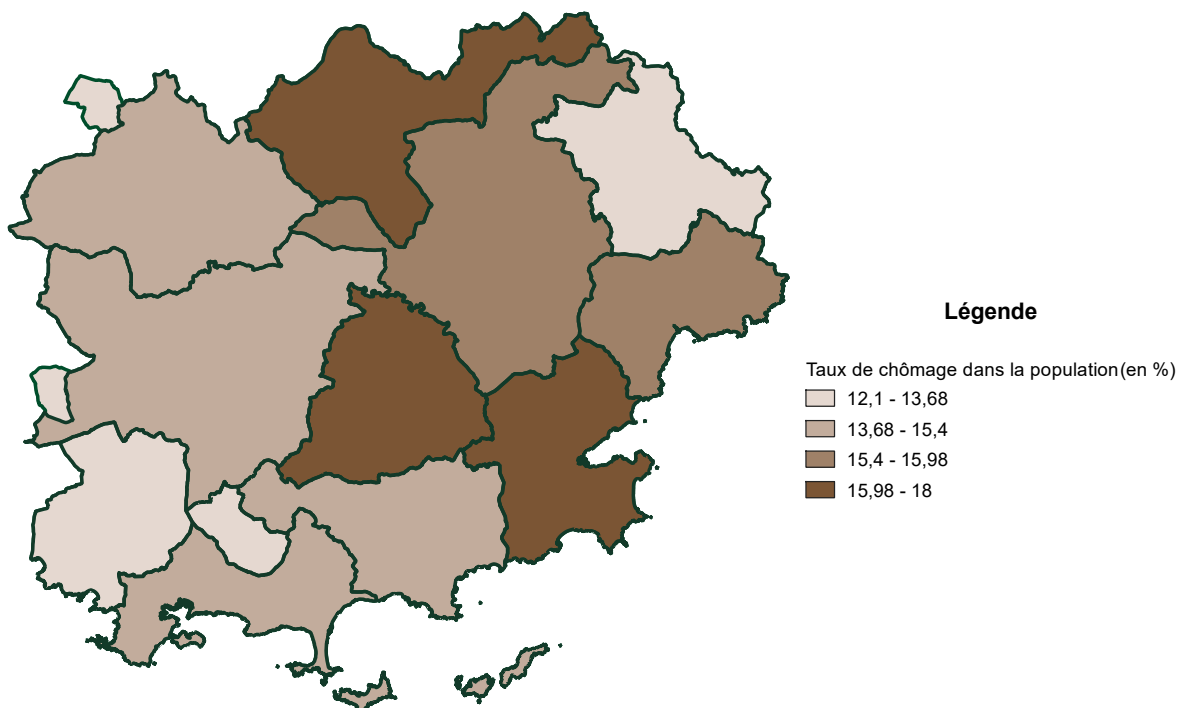 Légende
Taux de chômage dans la population(en %)
12,1 - 13,68
13,68 - 15,4
15,4 - 15,98
15,98 - 18